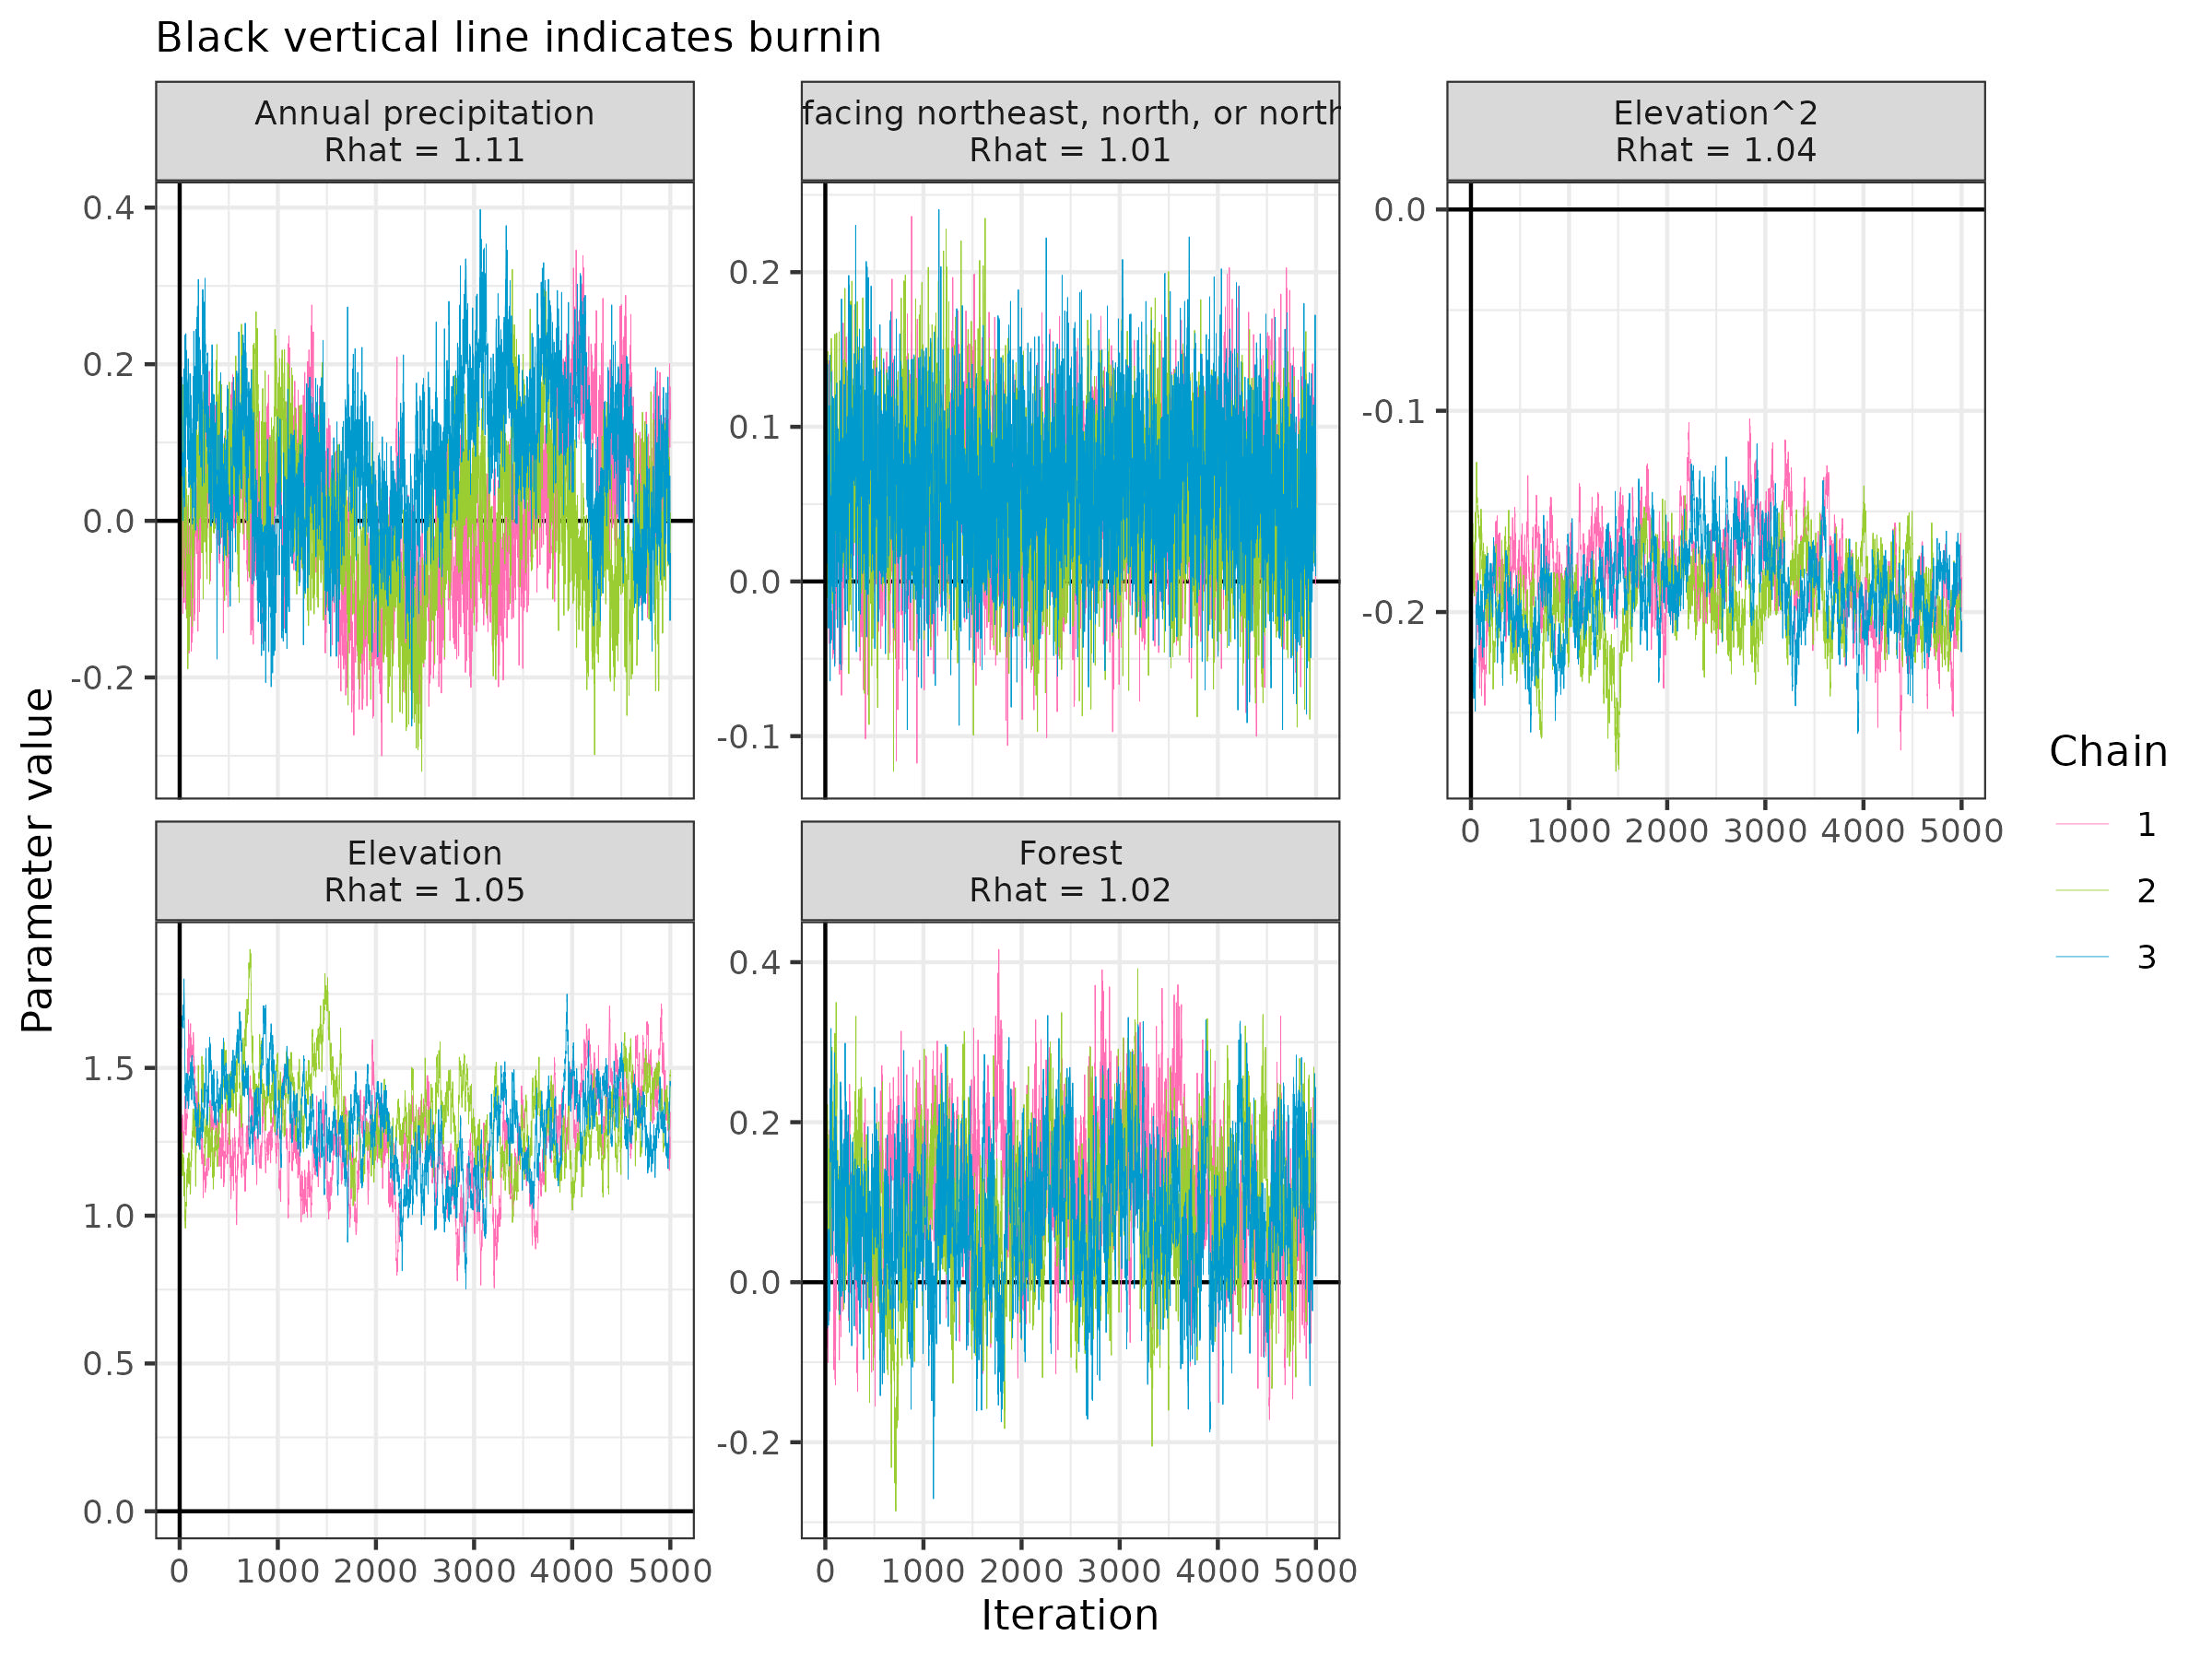 Black vertical line indicates burnin
Annual precipitation
Rhat = 1.11
facing northeast, north, or north
Rhat = 1.01
Elevation^2
Rhat = 1.04
0.4
0.2
0.0
-0.2
0.2
0.1
0.0
-0.1
0.0
-0.1
-0.2
0 1000 2000 3000 4000 5000
Parameter value
Elevation
Rhat = 1.05
Forest
Rhat = 1.02
1.5
1.0
0.5
0.0
0.4
0.2
0.0
-0.2
0 1000 2000 3000 4000 5000
0 1000 2000 3000 4000 5000
Iteration
Chain
1
2
3